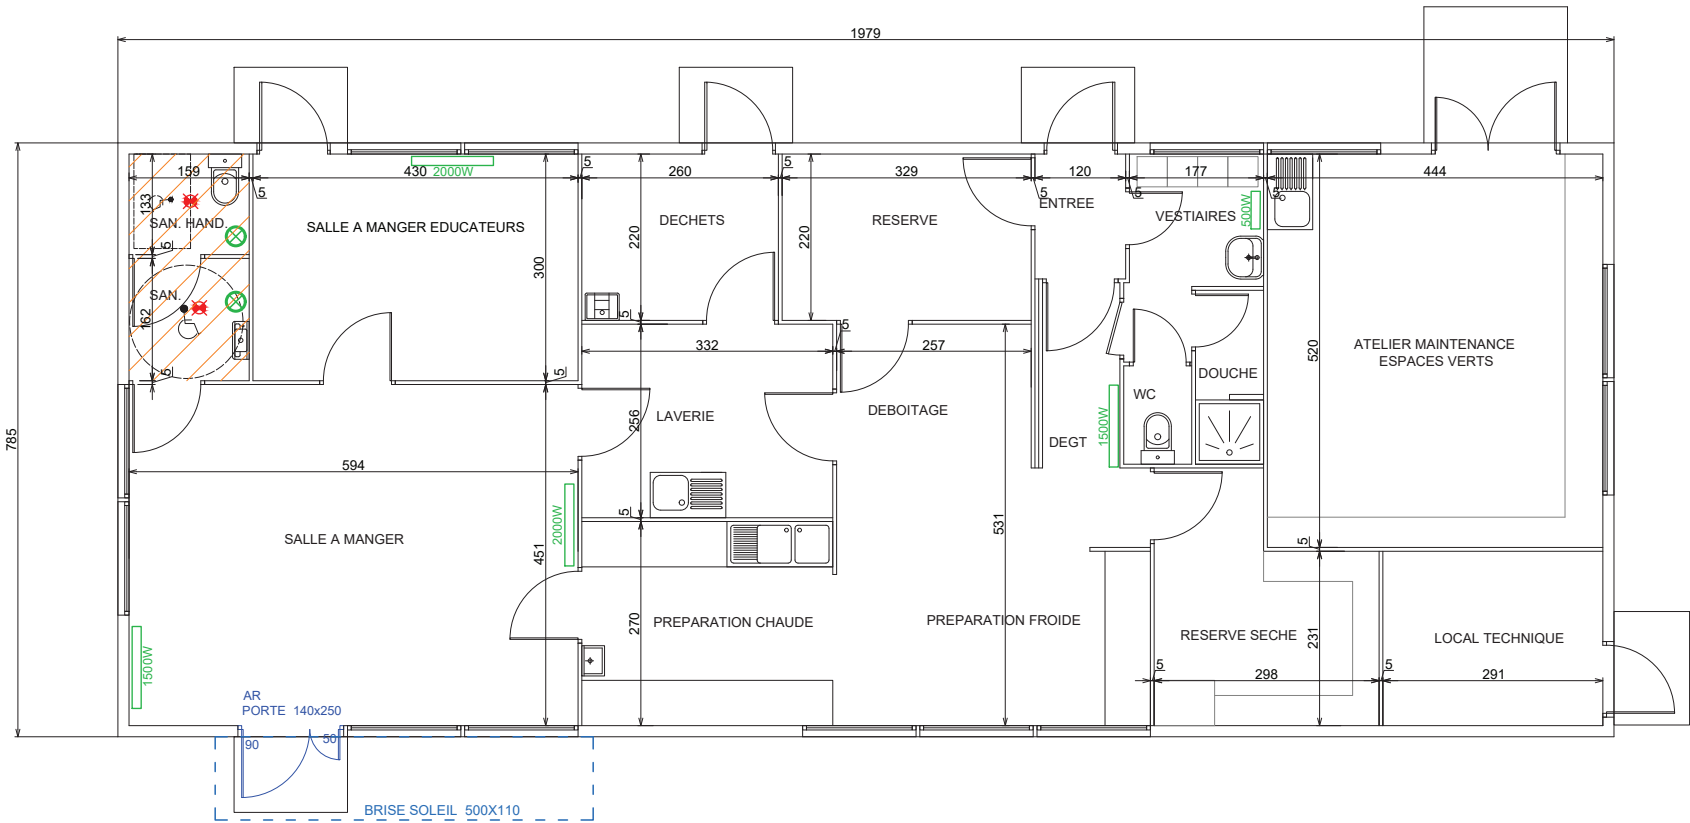 1979
785
159
430
2000W
5
5
260
5
329
120
5
5
177
5
444
133
SAN. HAND.
5
SALLE A MANGER EDUCATEURS
DECHETS
RESERVE
ENTREE
VESTIAIRES
500W
220
220
300
SAN.
162
5
5
5
332
5
257
520
ATELIER MAINTENANCE
ESPACES VERTS
DOUCHE
WC
LAVERIE
256
DEBOITAGE
DEGT
1500W
594
5
2000W
451
531
SALLE A MANGER
5
270
PREPARATION CHAUDE
PREPARATION FROIDE
RESERVE SECHE
231
LOCAL TECHNIQUE
5
298
5
291
1500W
AR
PORTE 140x250
90
50
BRISE SOLEIL 500X110